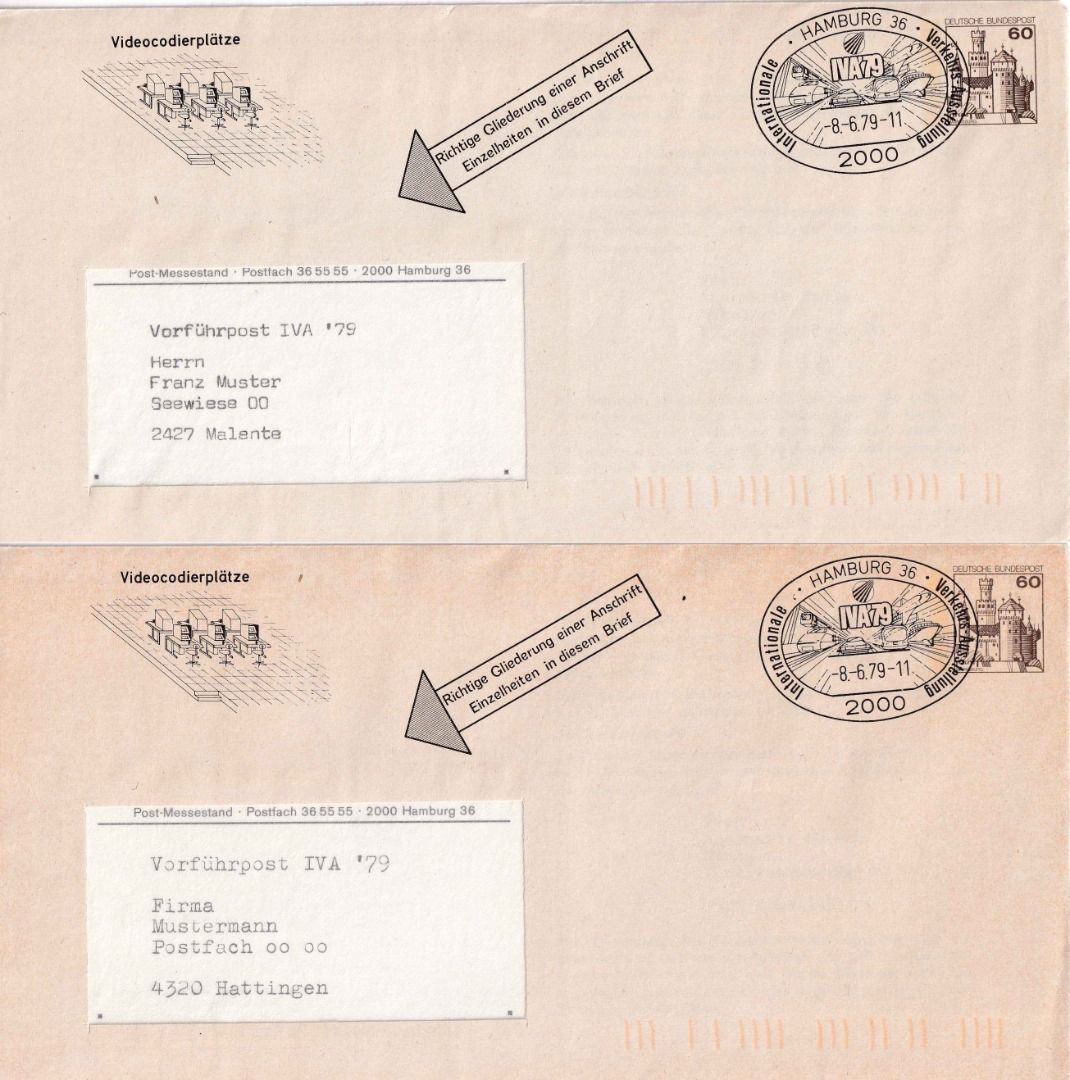 Videocodierplätze
Richtige Gliederung einer Anschrift
Einzelheiten in diesem Brief
HAMBURG 36
Internationale Verkehrs-Ausstellung
IVA79
-8.-6.79-11
2000
DEUTSCHE BUNDESPOST
60
Post-Messestand · Postfach 36 55 55 · 2000 Hamburg 36
Vorführpost IVA '79
Herrn
Franz Muster
Seewiese 00
2427 Malente
Videocodierplätze
Richtige Gliederung einer Anschrift
Einzelheiten in diesem Brief
HAMBURG 36
Internationale Verkehrs-Ausstellung
IVA79
-8.-6.79-11
2000
DEUTSCHE BUNDESPOST
60
Post-Messestand · Postfach 36 55 55 · 2000 Hamburg 36
Vorführpost IVA '79
Firma
Mustermann
Postfach oo oo
4320 Hattingen